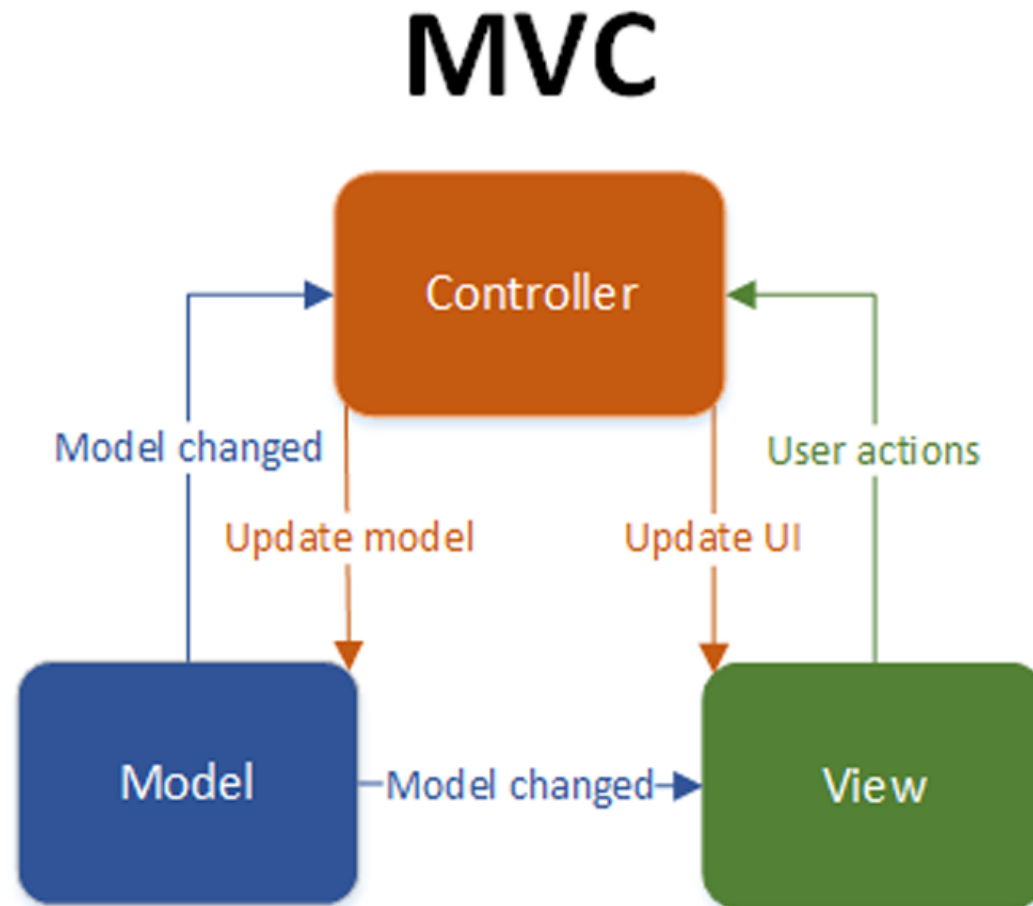 MVC
Controller
Model changed
User actions
Update model
Update UI
Model
Model changed
View